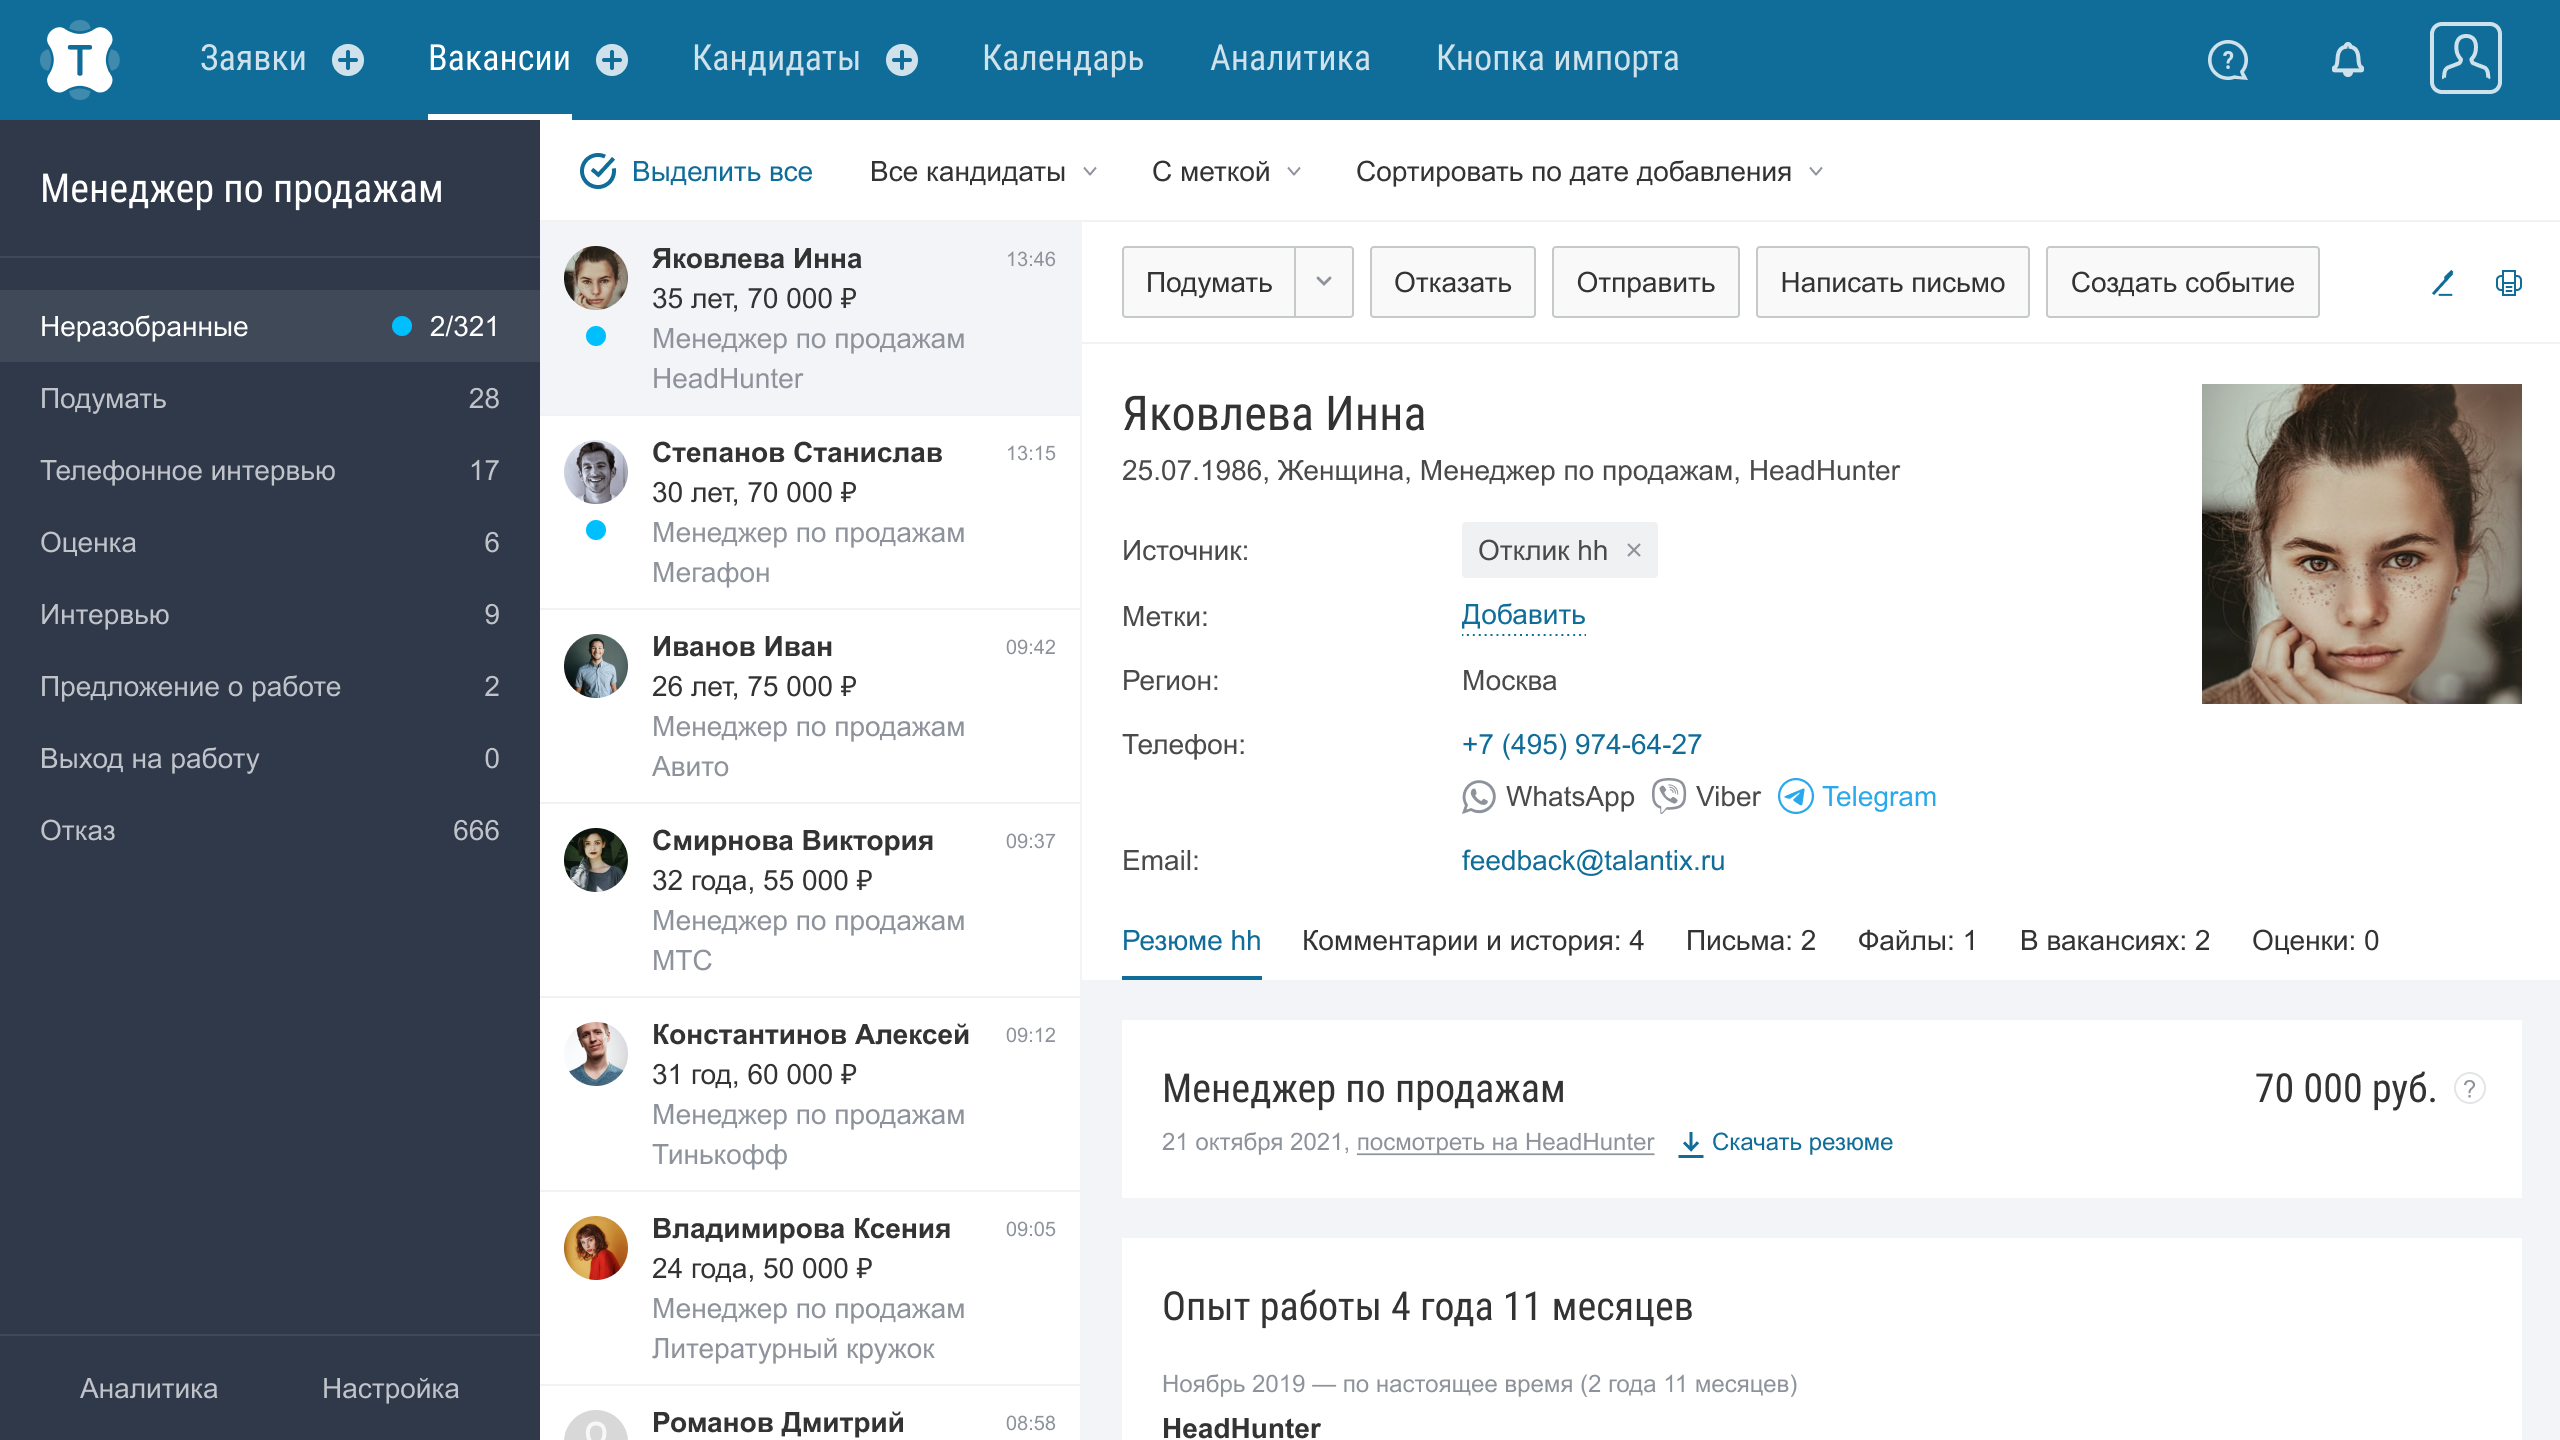 T
Заявки
Вакансии
Кандидаты
Календарь
Аналитика
Кнопка импорта
?
Менеджер по продажам
Неразобранные 2/321
Подумать 28
Телефонное интервью 17
Оценка 6
Интервью 9
Предложение о работе 2
Выход на работу 0
Отказ 666
Аналитика
Настройка
Выделить все
Все кандидаты
С меткой
Сортировать по дате добавления
Яковлева Инна 13:46
35 лет, 70 000 ₽
Менеджер по продажам
HeadHunter
Степанов Станислав 13:15
30 лет, 70 000 ₽
Менеджер по продажам
Мегафон
Иванов Иван 09:42
26 лет, 75 000 ₽
Менеджер по продажам
Авито
Смирнова Виктория 09:37
32 года, 55 000 ₽
Менеджер по продажам
МТС
Константинов Алексей 09:12
31 год, 60 000 ₽
Менеджер по продажам
Тинькофф
Владимирова Ксения 09:05
24 года, 50 000 ₽
Менеджер по продажам
Литературный кружок
Романов Дмитрий 08:58
Подумать
Отказать
Отправить
Написать письмо
Создать событие
Яковлева Инна
25.07.1986, Женщина, Менеджер по продажам, HeadHunter
Источник: Отклик hh ×
Метки: Добавить
Регион: Москва
Телефон: +7 (495) 974-64-27
WhatsApp Viber Telegram
Email: feedback@talantix.ru
Резюме hh
Комментарии и история: 4
Письма: 2
Файлы: 1
В вакансиях: 2
Оценки: 0
Менеджер по продажам 70 000 руб. ?
21 октября 2021, посмотреть на HeadHunter Скачать резюме
Опыт работы 4 года 11 месяцев
Ноябрь 2019 — по настоящее время (2 года 11 месяцев)
HeadHunter